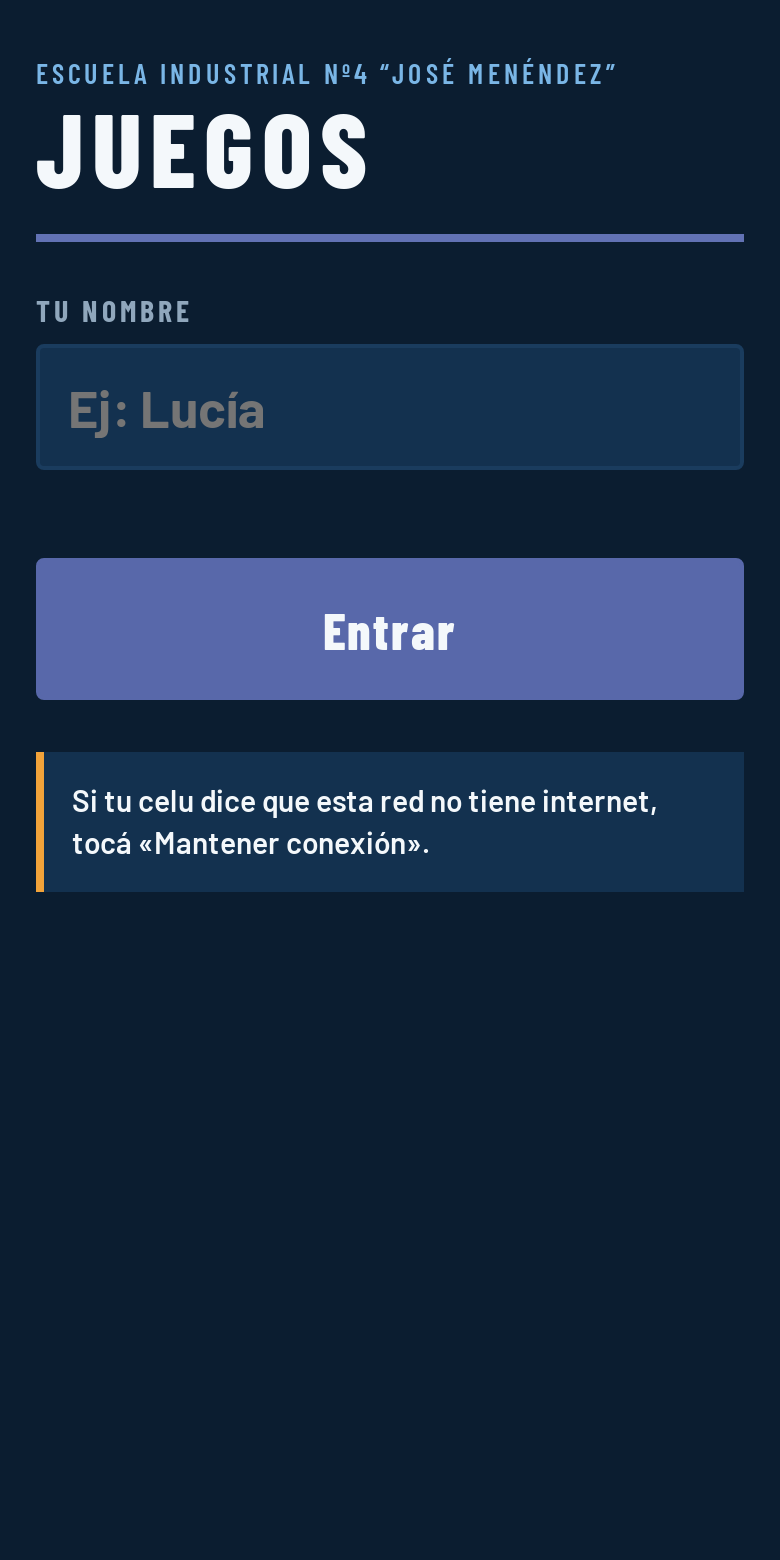 ESCUELA INDUSTRIAL Nº4 “JOSÉ MENÉNDEZ”
JUEGOS
TU NOMBRE
Ej: Lucía
Entrar
Si tu celu dice que esta red no tiene internet,
tocá «Mantener conexión».